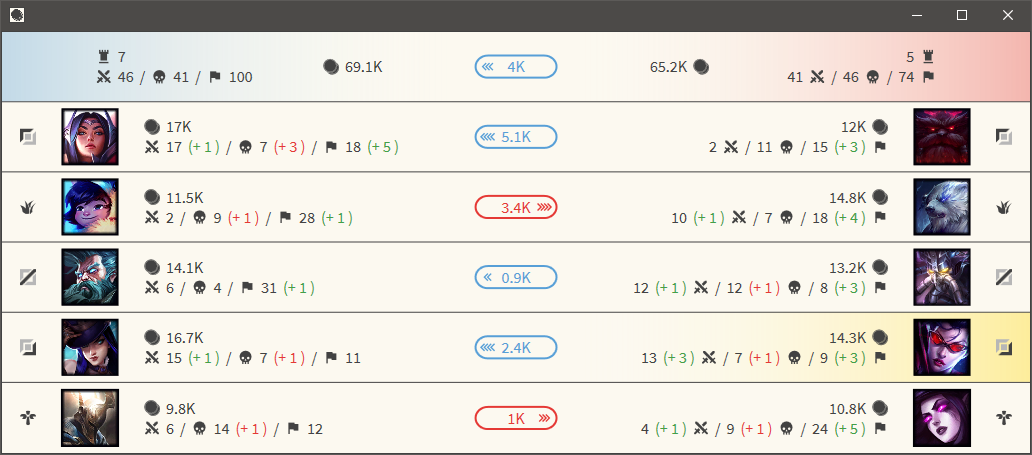 7
46 / 41 / 100
69.1K
4K
65.2K
5
41 / 46 / 74
17K
17 (+1) / 7 (+3) / 18 (+5)
5.1K
12K
2 / 11 / 15 (+3)
11.5K
2 / 9 (+1) / 28 (+1)
3.4K
14.8K
10 (+1) / 7 / 18 (+4)
14.1K
6 / 4 / 31 (+1)
0.9K
13.2K
12 (+1) / 12 (+1) / 8 (+3)
16.7K
15 (+1) / 7 (+1) / 11
2.4K
14.3K
13 (+3) / 7 (+1) / 9 (+3)
9.8K
6 / 14 (+1) / 12
1K
10.8K
4 (+1) / 9 (+1) / 24 (+5)